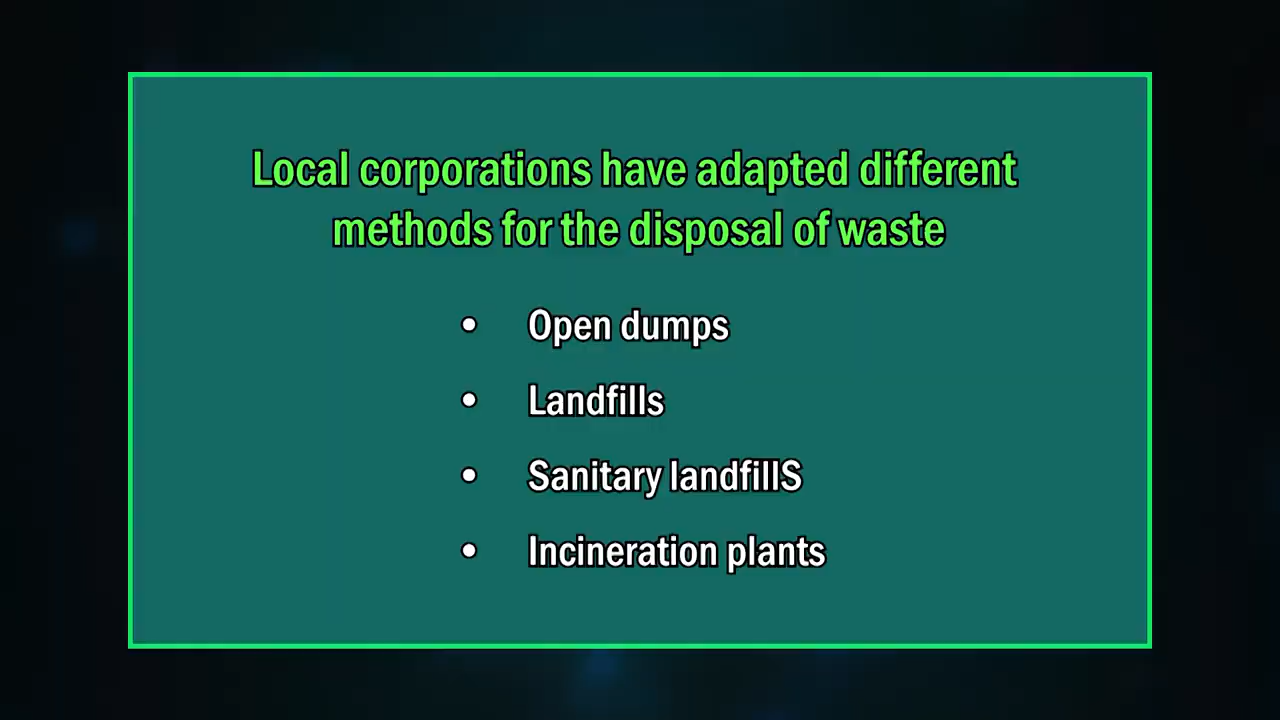 Local corporations have adapted different
methods for the disposal of waste
• Open dumps
• Landfills
• Sanitary landfillS
• Incineration plants